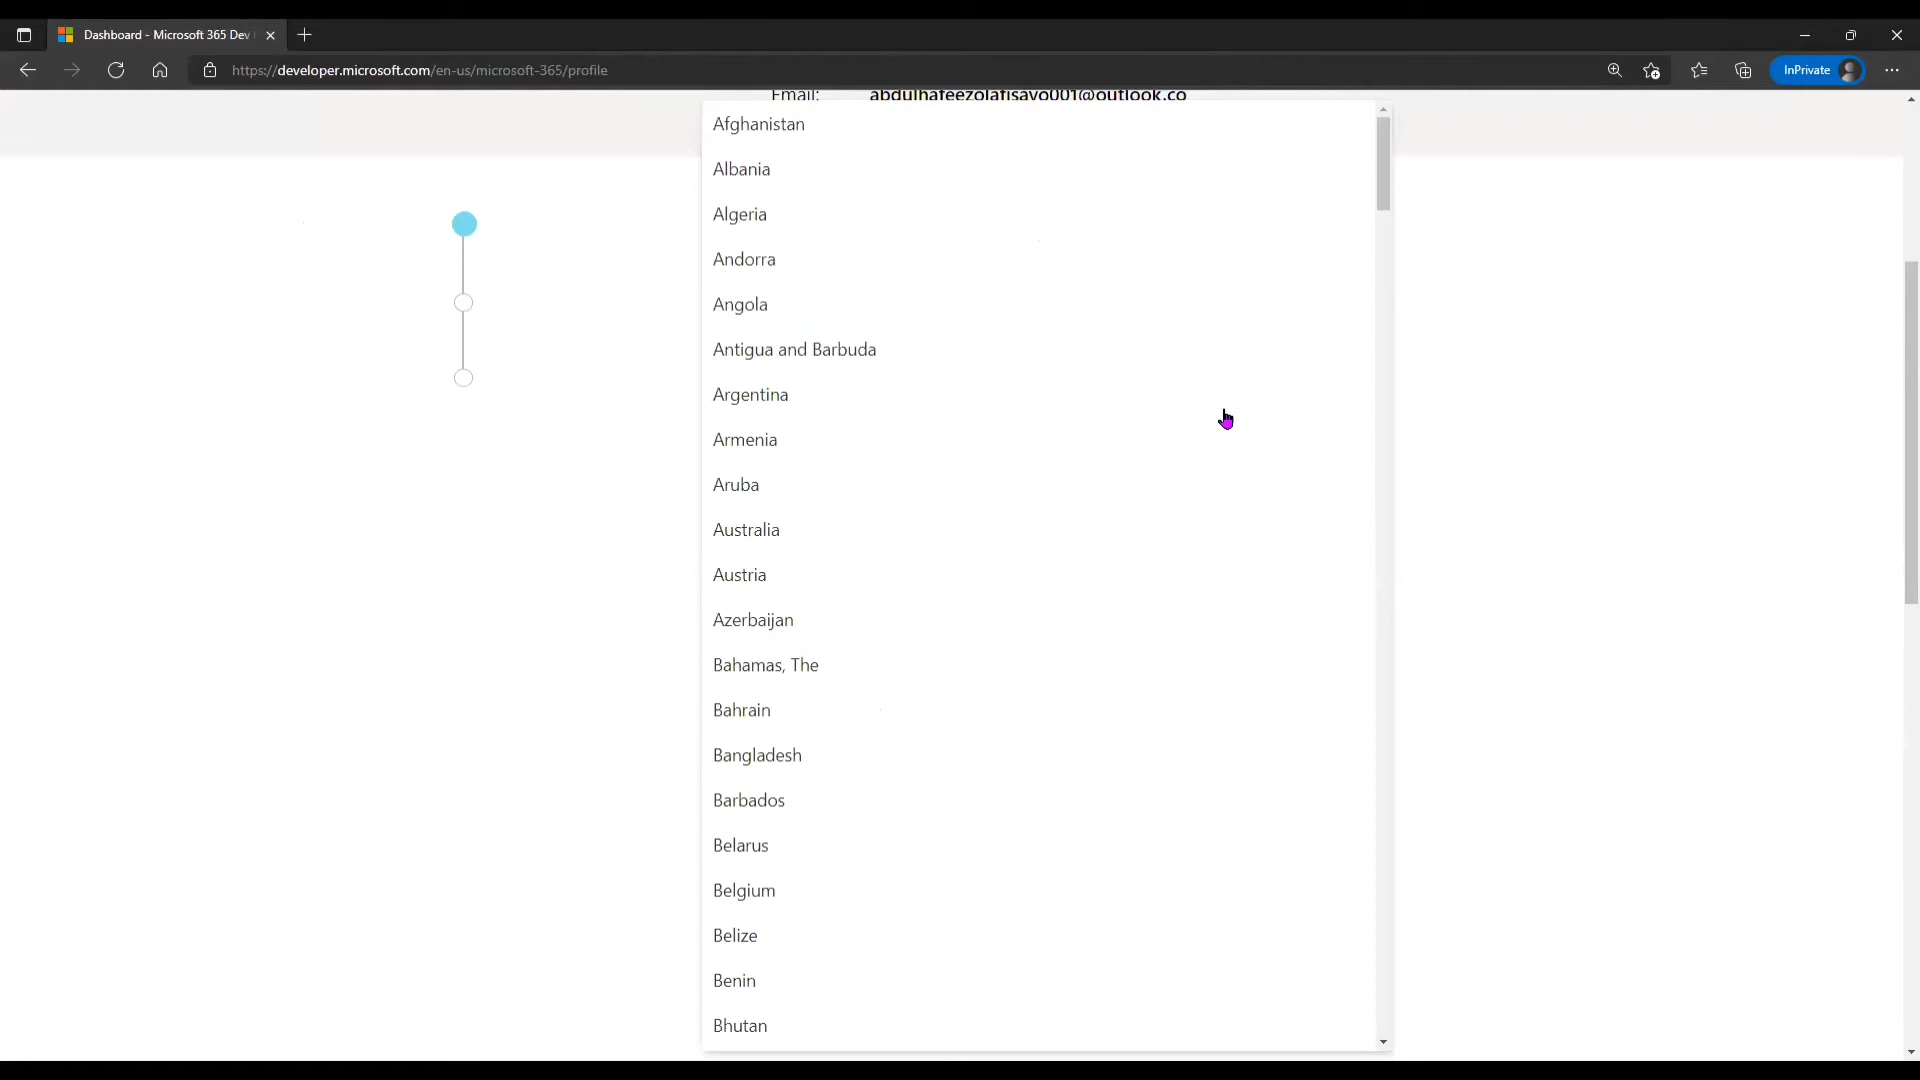 Dashboard - Microsoft 365 Dev
https://developer.microsoft.com/en-us/microsoft-365/profile
InPrivate
Email: abdulhafeezolafisayo001@outlook.co
Afghanistan
Albania
Algeria
Andorra
Angola
Antigua and Barbuda
Argentina
Armenia
Aruba
Australia
Austria
Azerbaijan
Bahamas, The
Bahrain
Bangladesh
Barbados
Belarus
Belgium
Belize
Benin
Bhutan